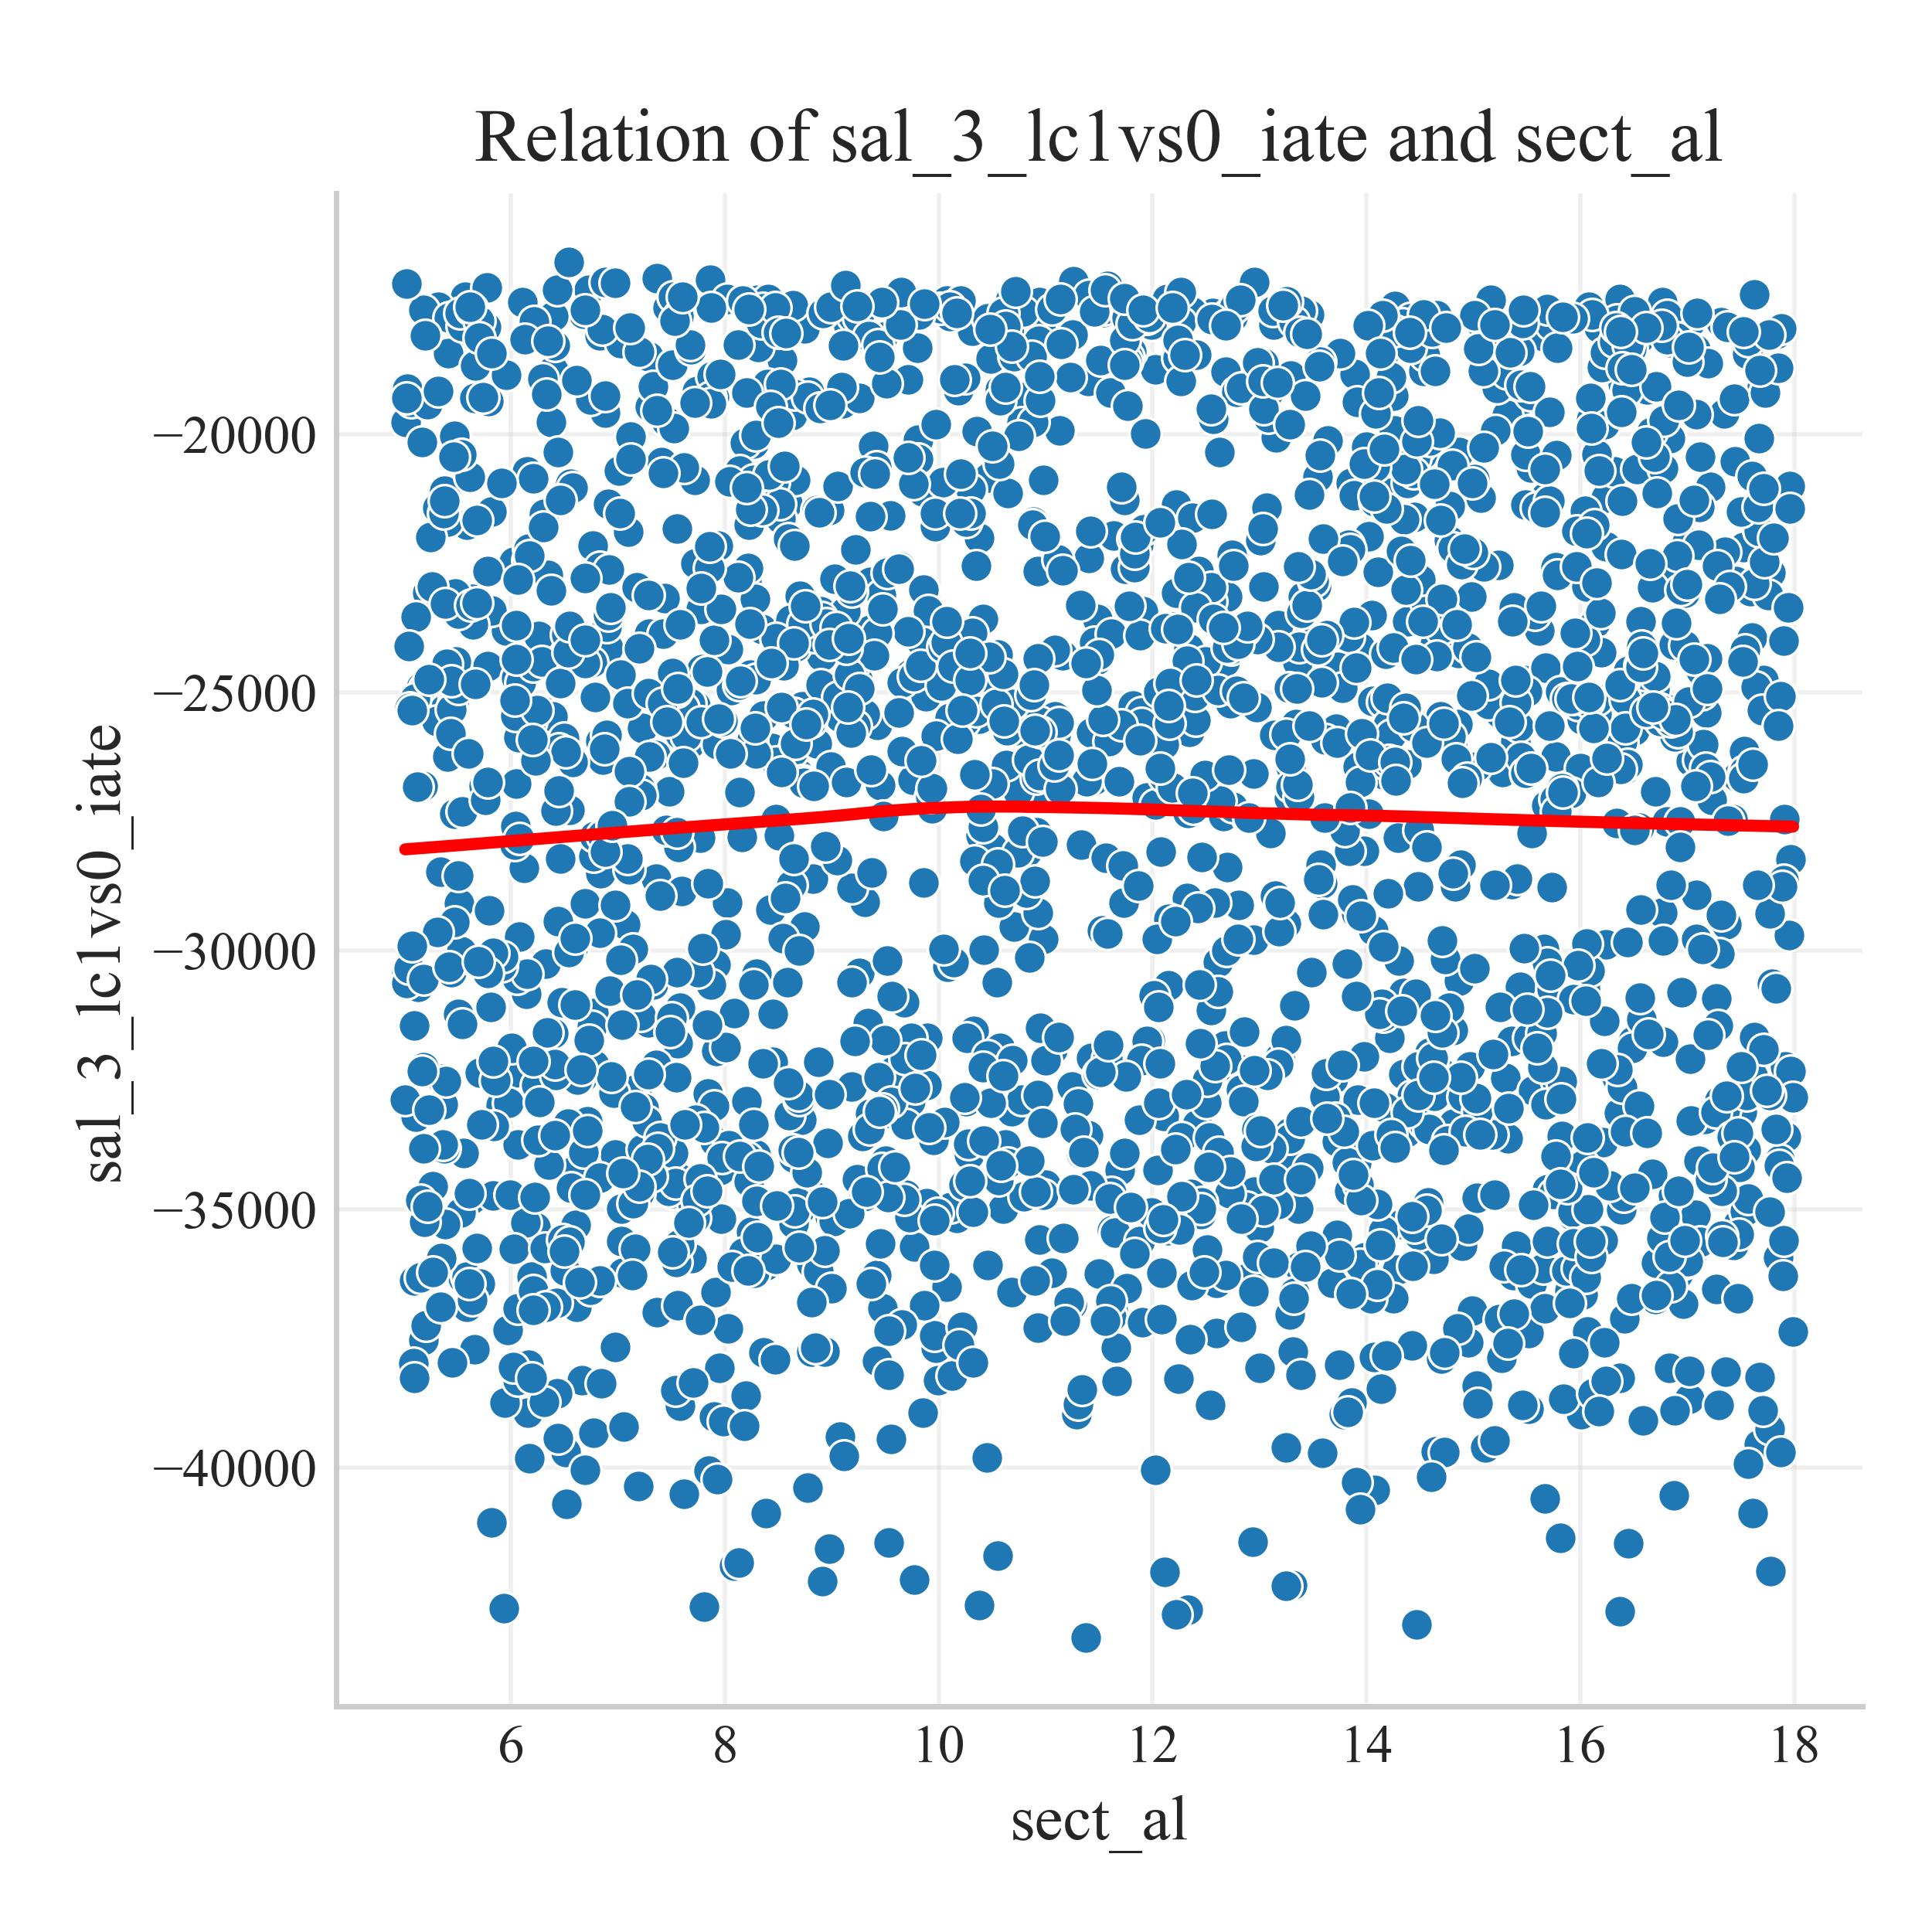 Relation of sal_3_lc1vs0_iate and sect_al
sal_3_lc1vs0_iate
−20000
−25000
−30000
−35000
−40000
6 8 10 12 14 16 18
sect_al